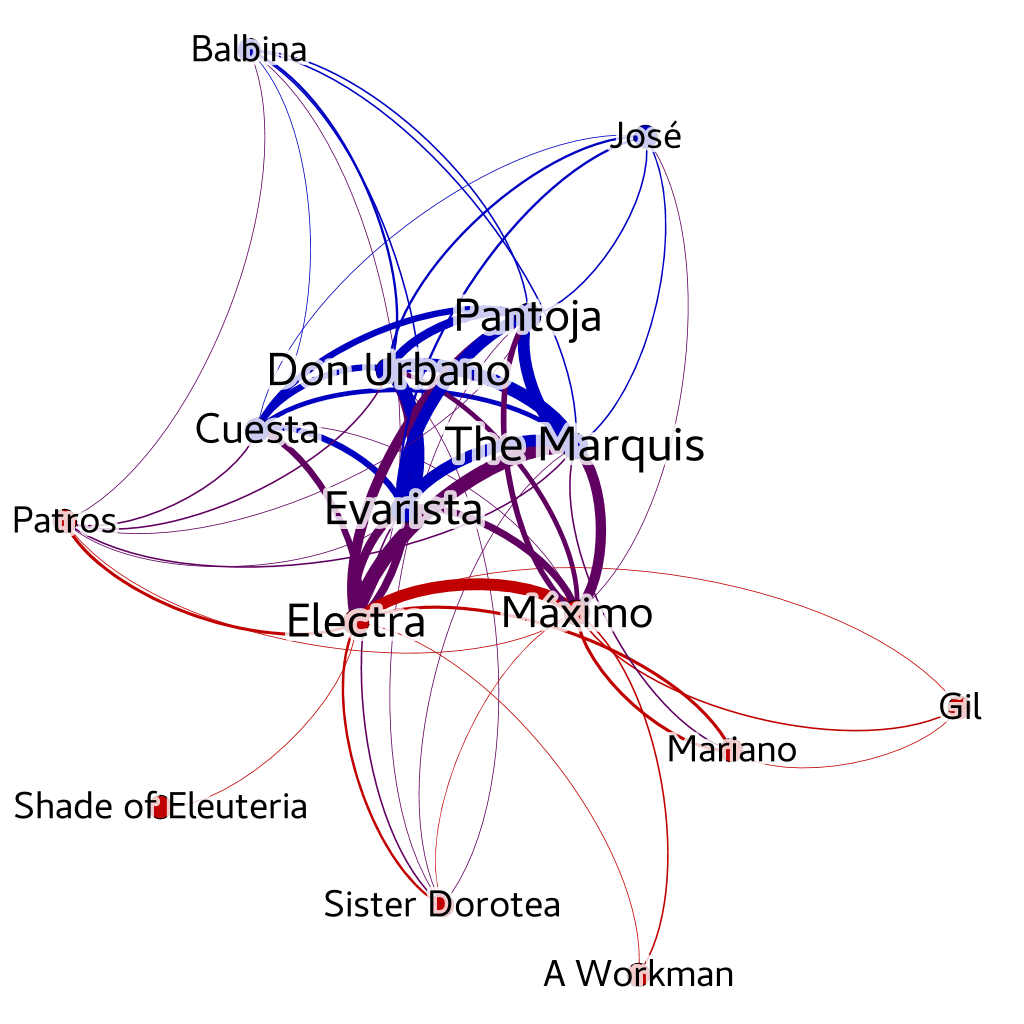 Balbina
José
Pantoja
Don Urbano
Cuesta
The Marquis
Evarista
Patros
Electra
Máximo
Gil
Mariano
Shade of Eleuteria
Sister Dorotea
A Workman